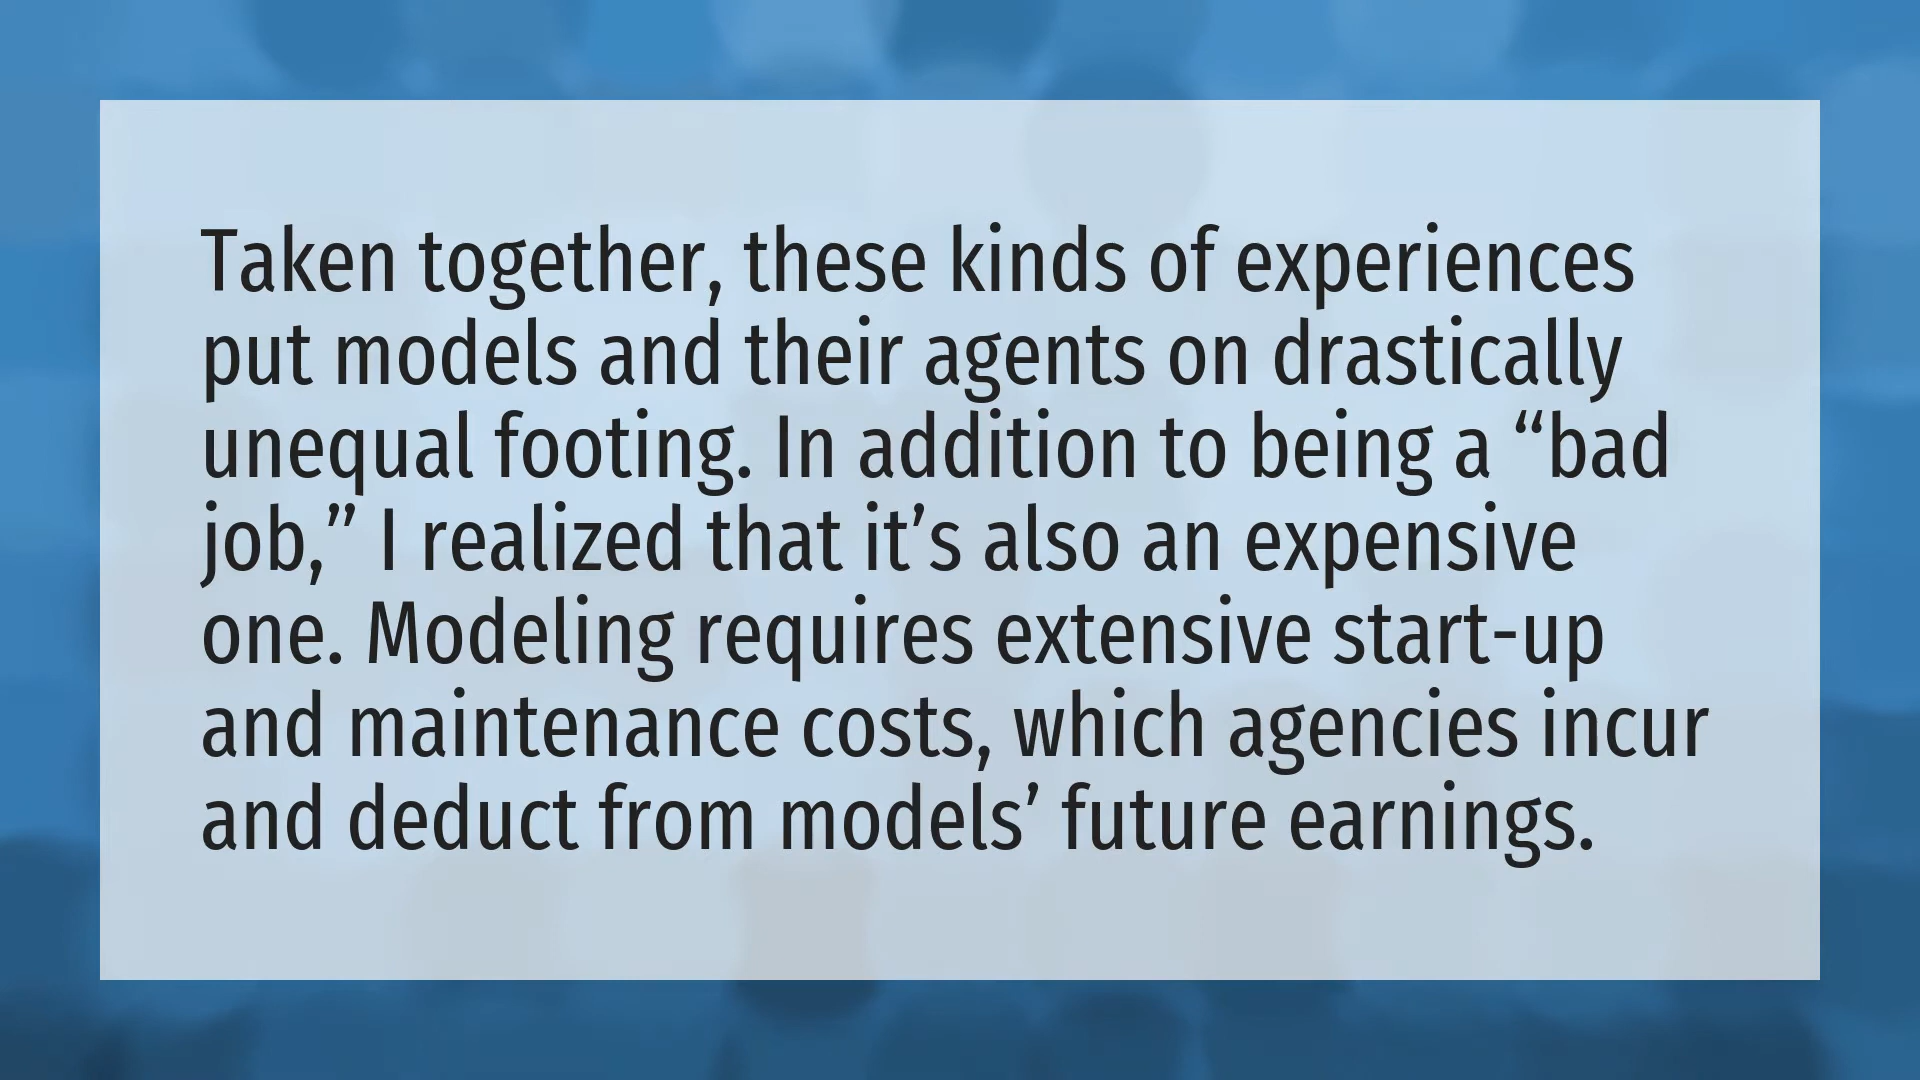 Taken together, these kinds of experiences
put models and their agents on drastically
unequal footing. In addition to being a “bad
job,” I realized that it’s also an expensive
one. Modeling requires extensive start-up
and maintenance costs, which agencies incur
and deduct from models’ future earnings.